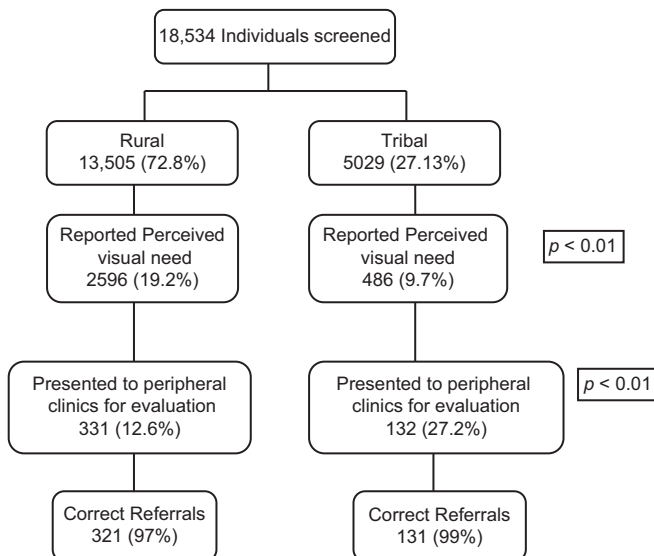 18,534 Individuals screened
Rural
13,505 (72.8%)
Tribal
5029 (27.13%)
Reported Perceived
visual need
2596 (19.2%)
Reported Perceived
visual need
486 (9.7%)
p < 0.01
Presented to peripheral
clinics for evaluation
331 (12.6%)
Presented to peripheral
clinics for evaluation
132 (27.2%)
p < 0.01
Correct Referrals
321 (97%)
Correct Referrals
131 (99%)